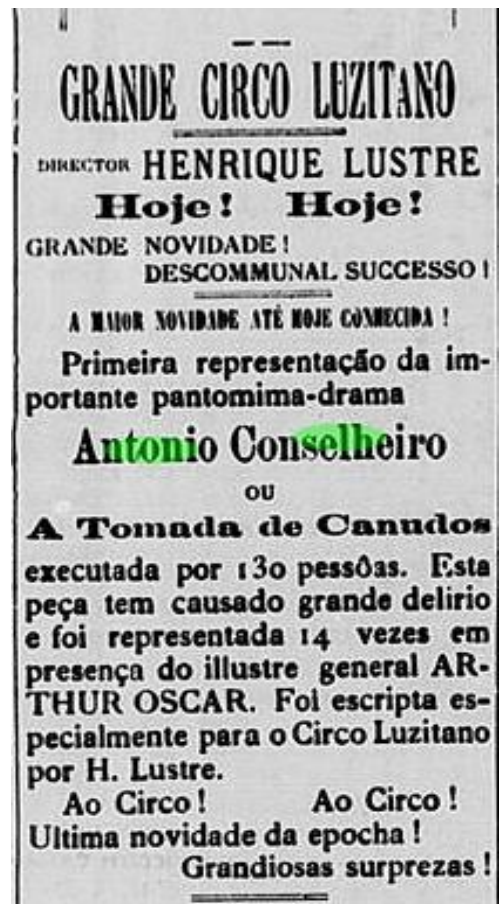 GRANDE CIRCO LUZITANO
DIRECTOR HENRIQUE LUSTRE
Hoje! Hoje!
GRANDE NOVIDADE!
DESCOMMUNAL SUCCESSO!
A MAIOR NOVIDADE ATÉ HOJE CONHECIDA!
Primeira representação da im-
portante pantomima-drama
Antonio Conselheiro
OU
A Tomada de Canudos
executada por 130 pessôas. Esta
peça tem causado grande delirio
e foi representada 14 vezes em
presença do illustre general AR-
THUR OSCAR. Foi escripta es-
pecialmente para o Circo Luzitano
por H. Lustre.
Ao Circo! Ao Circo!
Ultima novidade da epocha!
Grandiosas surprezas!